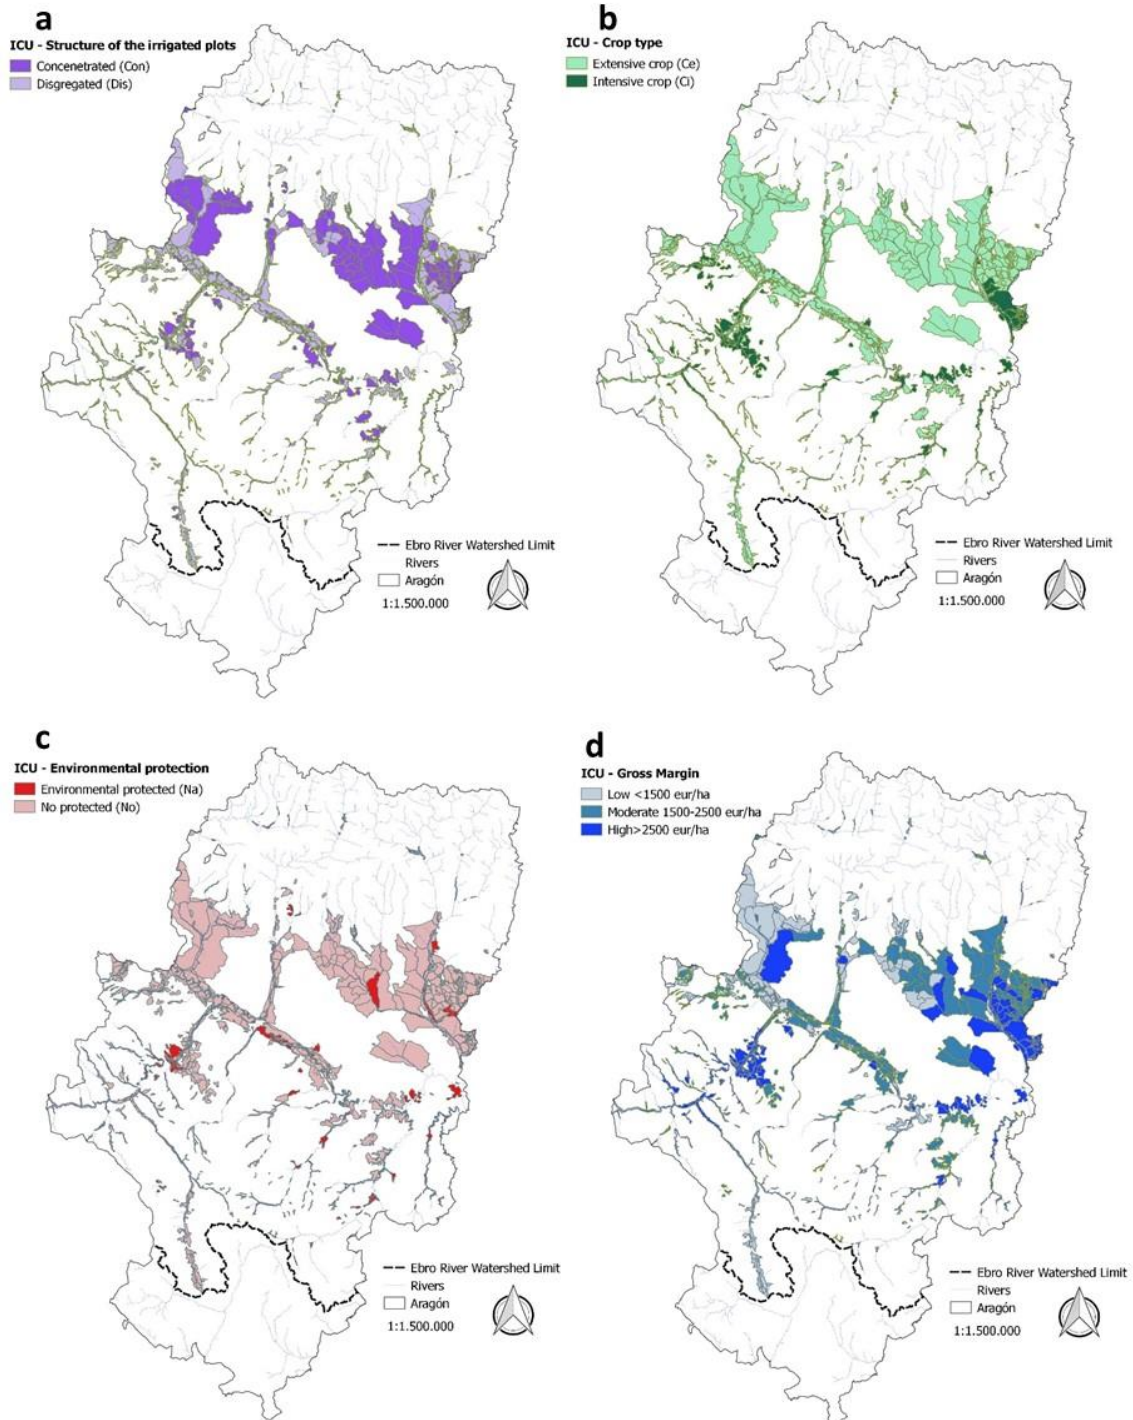 a
ICU - Structure of the irrigated plots
Concenetrated (Con)
Disgregated (Dis)
Ebro River Watershed Limit
Rivers
Aragón
1:1.500.000
b
ICU - Crop type
Extensive crop (Ce)
Intensive crop (Ci)
Ebro River Watershed Limit
Rivers
Aragón
1:1.500.000
c
ICU - Environmental protection
Environmental protected (Na)
No protected (No)
Ebro River Watershed Limit
Rivers
Aragón
1:1.500.000
d
ICU - Gross Margin
Low <1500 eur/ha
Moderate 1500-2500 eur/ha
High>2500 eur/ha
Ebro River Watershed Limit
Rivers
Aragón
1:1.500.000